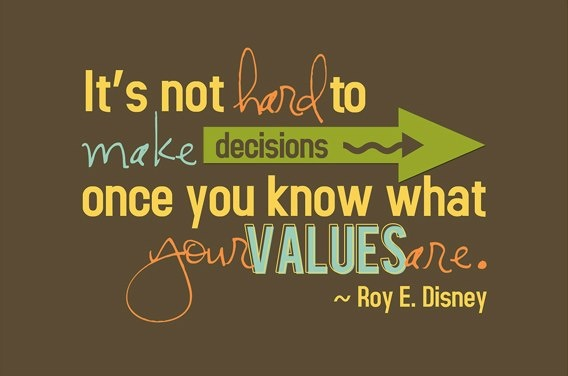 It's not hard to
make decisions
once you know what
your VALUES are.
~ Roy E. Disney